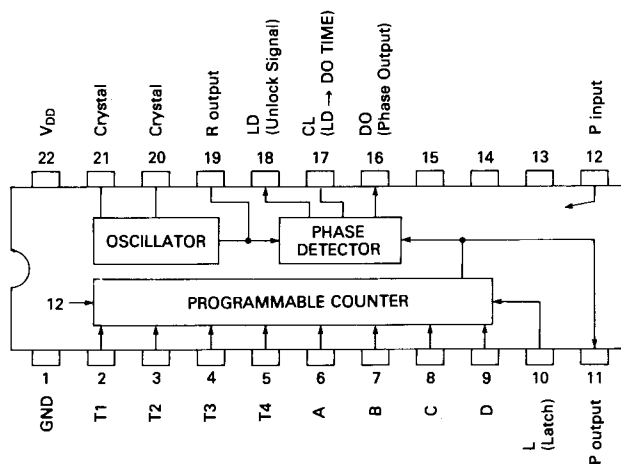 V_DD
Crystal
Crystal
R output
LD
(Unlock Signal)
CL
(LD → DO TIME)
DO
(Phase Output)
P input
22 21 20 19 18 17 16 15 14 13 12
OSCILLATOR
PHASE
DETECTOR
12
PROGRAMMABLE COUNTER
1 2 3 4 5 6 7 8 9 10 11
GND
T1
T2
T3
T4
A
B
C
D
L
(Latch)
P output